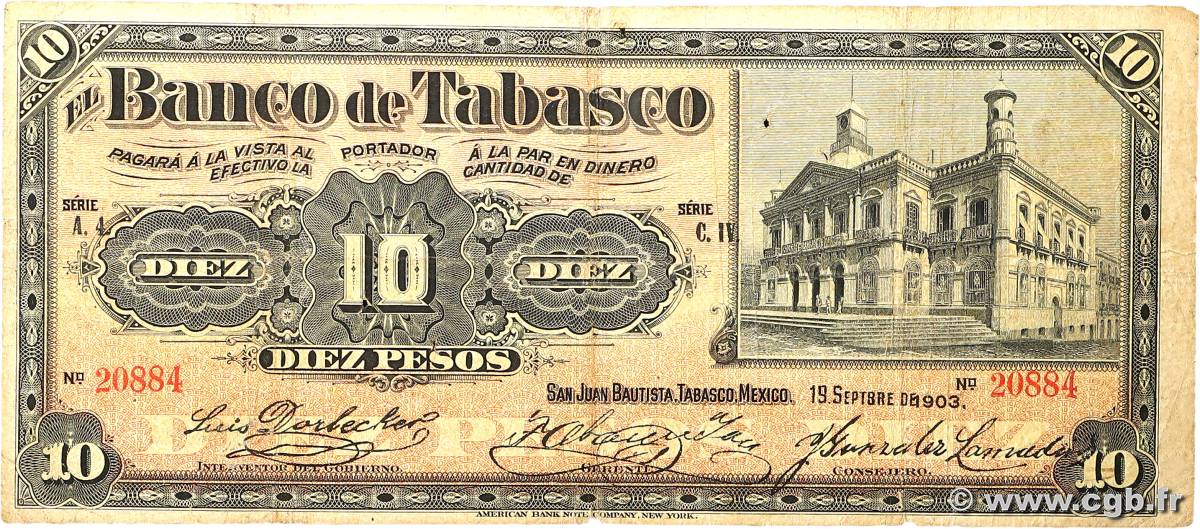 10 10
EL Banco de Tabasco
PAGARÁ Á LA VISTA AL PORTADOR Á LA PAR EN DINERO
EFECTIVO LA CANTIDAD DE
SÉRIE SÉRIE
A. 4. C. IV
DIEZ 10 DIEZ
DIEZ PESOS
Nº 20884 Nº 20884
SAN JUAN BAUTISTA, TABASCO, MEXICO. 19 SEPTBRE DE 1903.
DIEZ PESOS DIEZ
Luis Dorbecker
INTERVENTOR DEL GOBIERNO. GERENTE. CONSEJERO.
10 10
AMERICAN BANK NOTE COMPANY, NEW YORK.
© www.cgb.fr